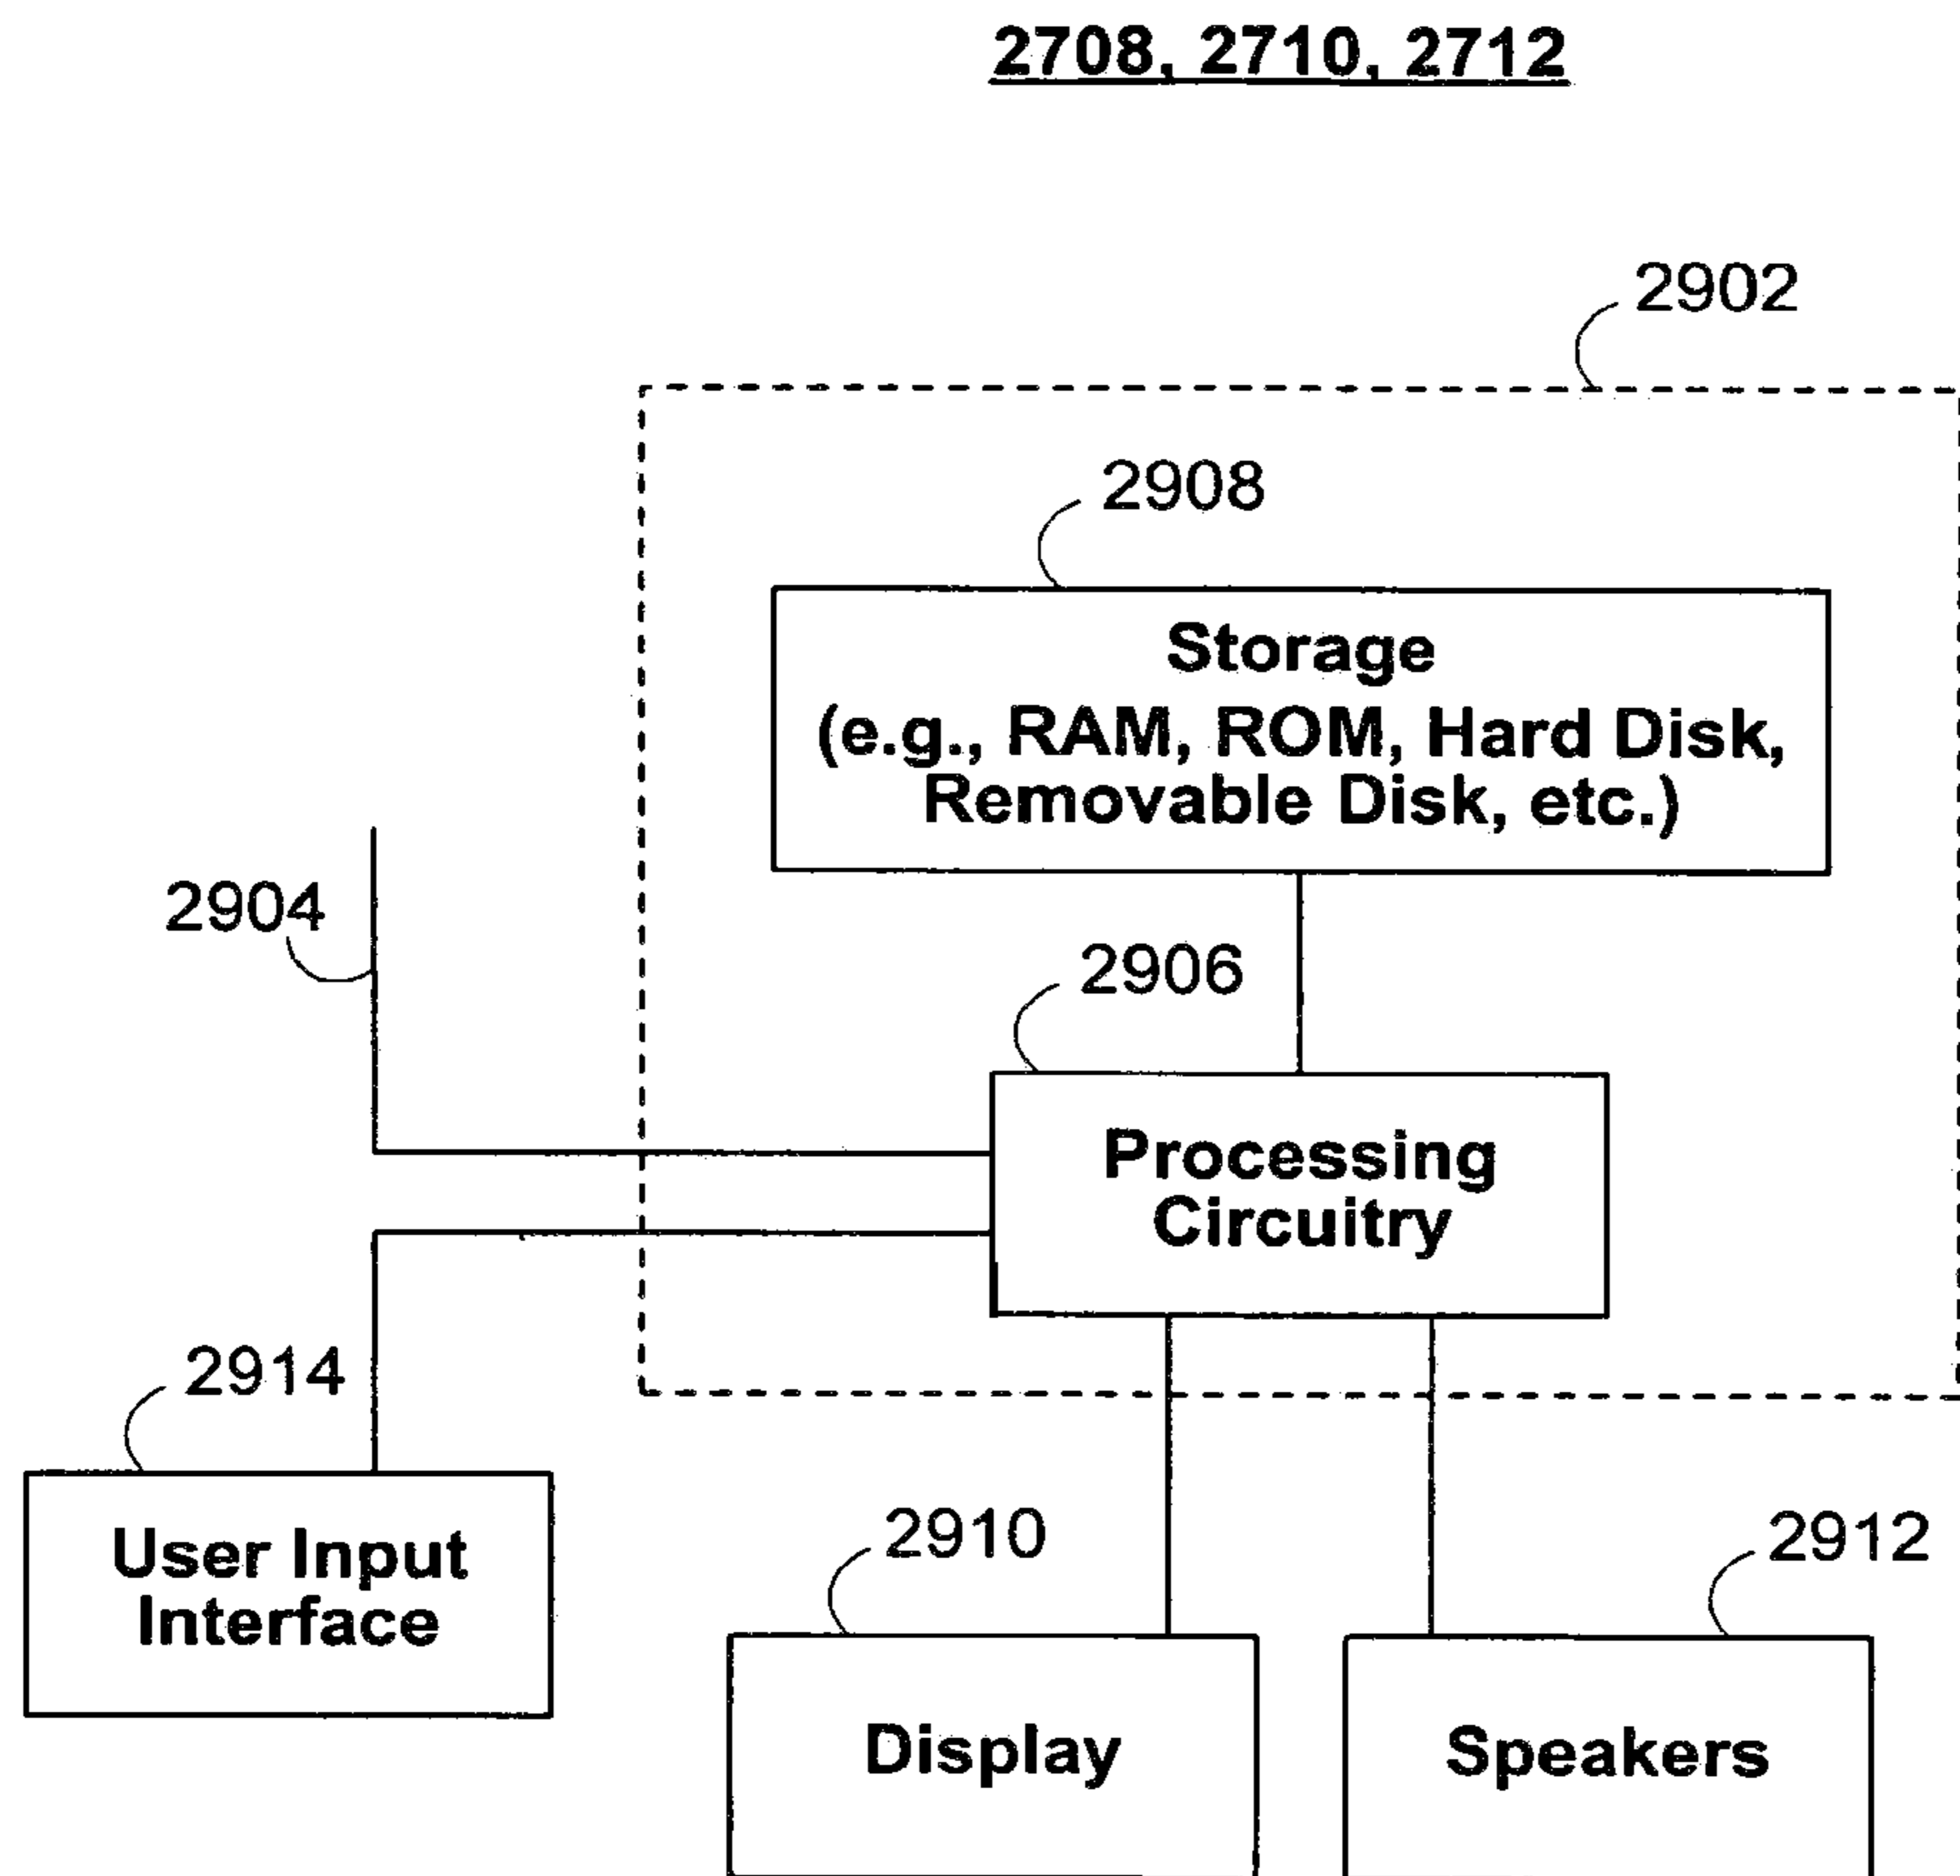 2708, 2710, 2712
2902
2908
Storage
(e.g., RAM, ROM, Hard Disk,
Removable Disk, etc.)
2904
2906
Processing
Circuitry
2914
User Input
Interface
2910
Display
2912
Speakers